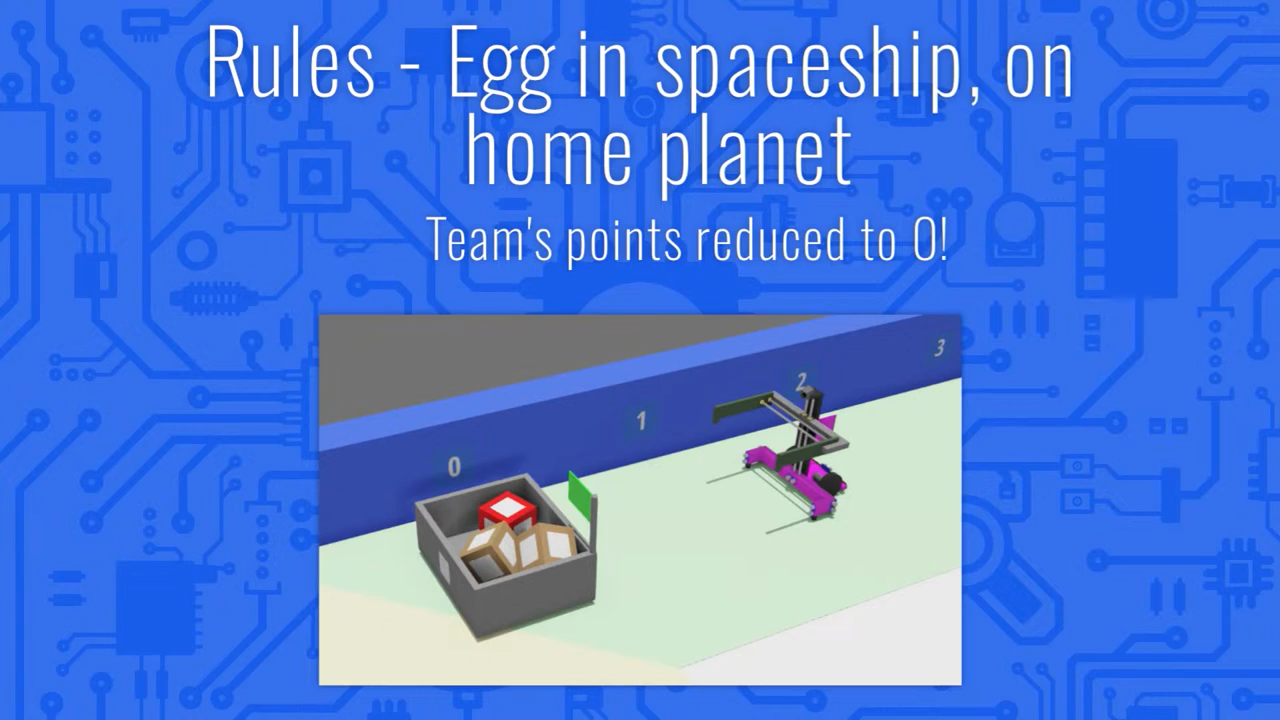 Rules - Egg in spaceship, on
home planet
Team's points reduced to 0!
3
2
1
0